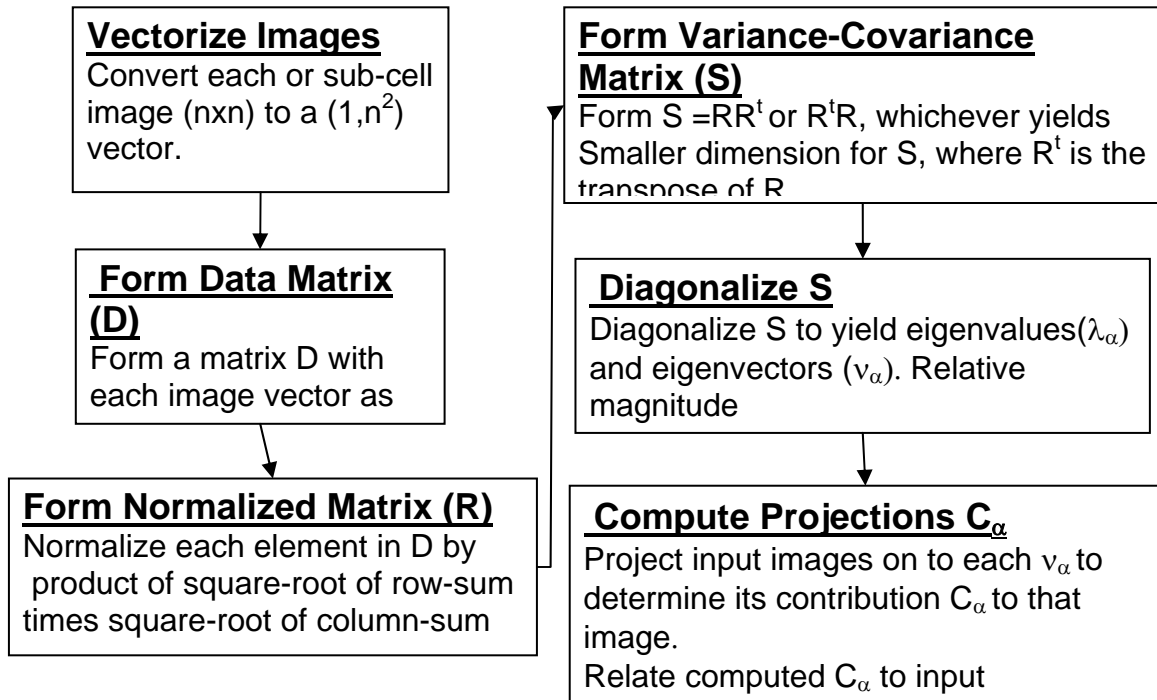 Vectorize Images
Convert each or sub-cell
image (nxn) to a (1,n²)
vector.
Form Data Matrix
(D)
Form a matrix D with
each image vector as
Form Normalized Matrix (R)
Normalize each element in D by
product of square-root of row-sum
times square-root of column-sum
Form Variance-Covariance
Matrix (S)
Form S =RRᵗ or RᵗR, whichever yields
Smaller dimension for S, where Rᵗ is the
transpose of R
Diagonalize S
Diagonalize S to yield eigenvalues(λα)
and eigenvectors (να). Relative
magnitude
Compute Projections Cα
Project input images on to each να to
determine its contribution Cα to that
image.
Relate computed Cα to input